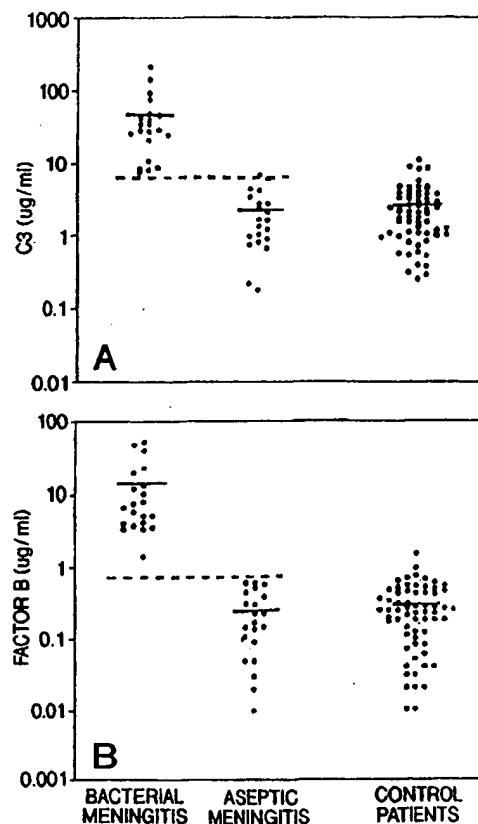 1000
100
10
1
0.1
0.01
C3 (ug/ml)
A
100
10
1
0.1
0.01
0.001
FACTOR B (ug/ml)
B
BACTERIAL
MENINGITIS
ASEPTIC
MENINGITIS
CONTROL
PATIENTS